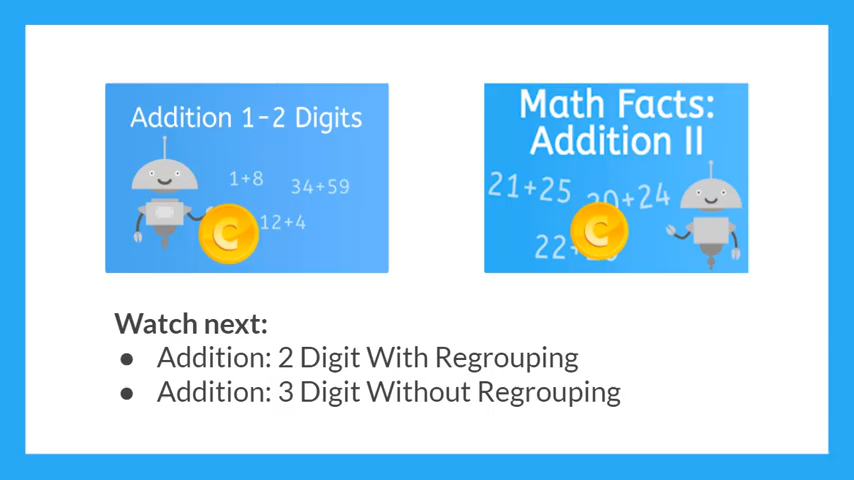 Addition 1-2 Digits
1+8
34+59
12+4
C
Math Facts:
Addition II
21+25
20+24
22+
C
Watch next:
● Addition: 2 Digit With Regrouping
● Addition: 3 Digit Without Regrouping